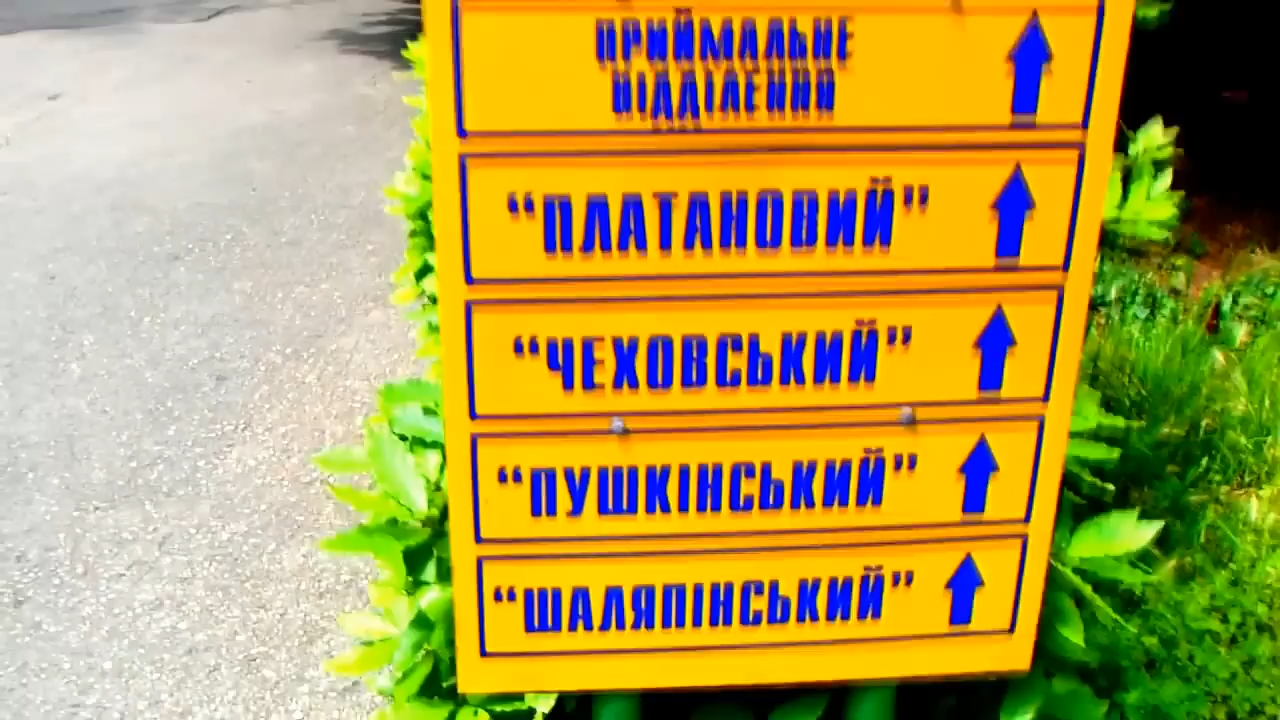 ПРИЙМАЛЬНЕ
ВІДДІЛЕННЯ
“ПЛАТАНОВИЙ”
“ЧЕХОВСЬКИЙ”
“ПУШКІНСЬКИЙ”
“ШАЛЯПІНСЬКИЙ”